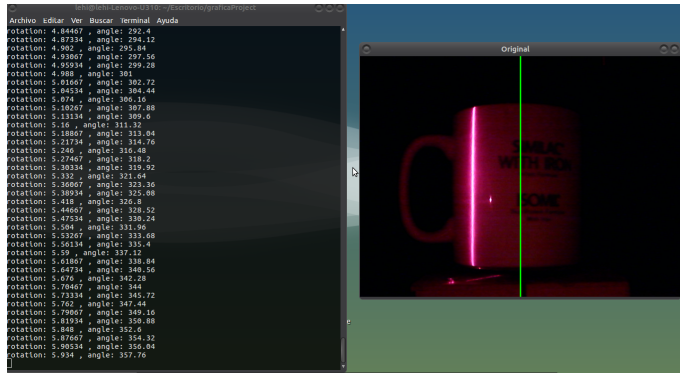 lehi@lehi-Lenovo-U310: ~/Escritorio/graficaProject
Archivo Editar Ver Buscar Terminal Ayuda
rotation: 4.84467 , angle: 292.4
rotation: 4.87334 , angle: 294.12
rotation: 4.902 , angle: 295.84
rotation: 4.93067 , angle: 297.56
rotation: 4.95934 , angle: 299.28
rotation: 4.988 , angle: 301
rotation: 5.01667 , angle: 302.72
rotation: 5.04534 , angle: 304.44
rotation: 5.074 , angle: 306.16
rotation: 5.10267 , angle: 307.88
rotation: 5.13134 , angle: 309.6
rotation: 5.16 , angle: 311.32
rotation: 5.18867 , angle: 313.04
rotation: 5.21734 , angle: 314.76
rotation: 5.246 , angle: 316.48
rotation: 5.27467 , angle: 318.2
rotation: 5.30334 , angle: 319.92
rotation: 5.332 , angle: 321.64
rotation: 5.36067 , angle: 323.36
rotation: 5.38934 , angle: 325.08
rotation: 5.418 , angle: 326.8
rotation: 5.44667 , angle: 328.52
rotation: 5.47534 , angle: 330.24
rotation: 5.504 , angle: 331.96
rotation: 5.53267 , angle: 333.68
rotation: 5.56134 , angle: 335.4
rotation: 5.59 , angle: 337.12
rotation: 5.61867 , angle: 338.84
rotation: 5.64734 , angle: 340.56
rotation: 5.676 , angle: 342.28
rotation: 5.70467 , angle: 344
rotation: 5.73334 , angle: 345.72
rotation: 5.762 , angle: 347.44
rotation: 5.79067 , angle: 349.16
rotation: 5.81934 , angle: 350.88
rotation: 5.848 , angle: 352.6
rotation: 5.87667 , angle: 354.32
rotation: 5.90534 , angle: 356.04
rotation: 5.934 , angle: 357.76
Original
SIMILAC
WITH IRON
e